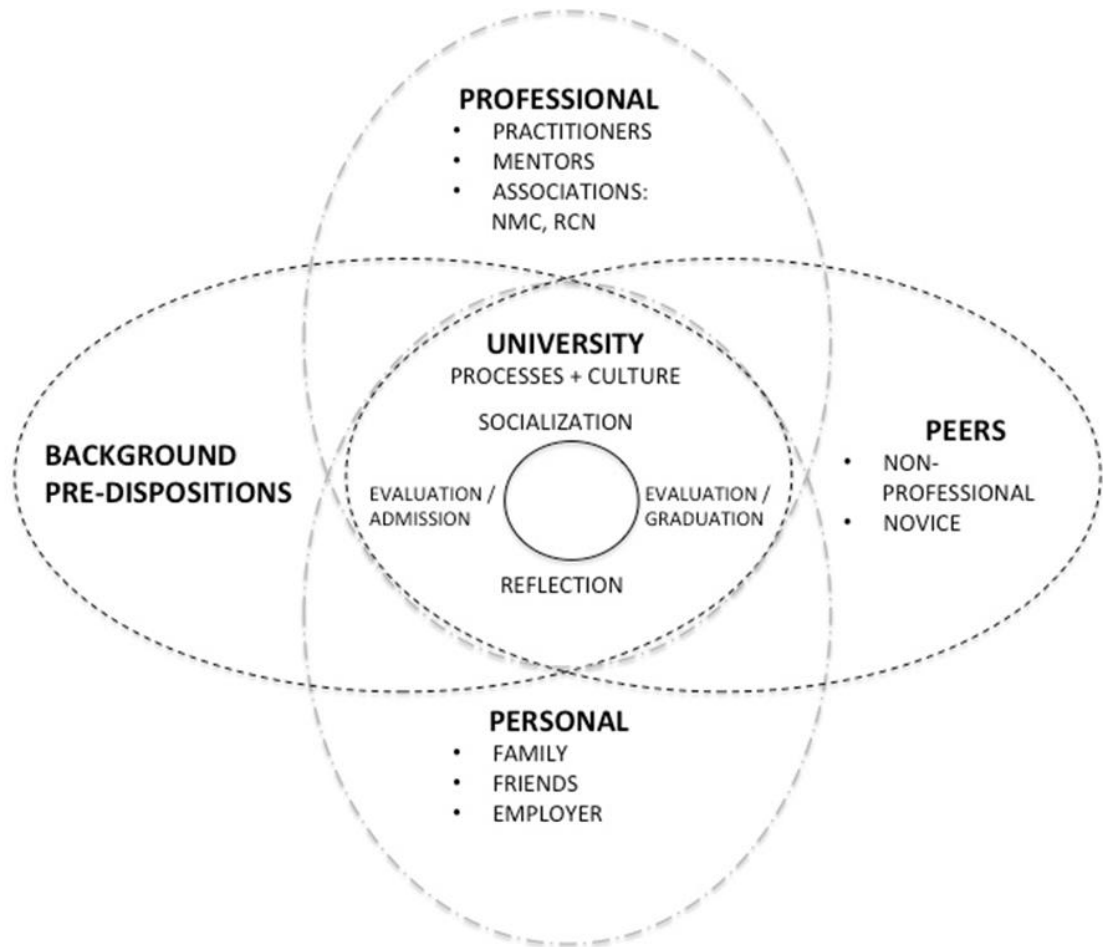 PROFESSIONAL
• PRACTITIONERS
• MENTORS
• ASSOCIATIONS:
NMC, RCN
UNIVERSITY
PROCESSES + CULTURE
SOCIALIZATION
BACKGROUND
PRE-DISPOSITIONS
EVALUATION /
ADMISSION
EVALUATION /
GRADUATION
REFLECTION
PEERS
• NON-
PROFESSIONAL
• NOVICE
PERSONAL
• FAMILY
• FRIENDS
• EMPLOYER